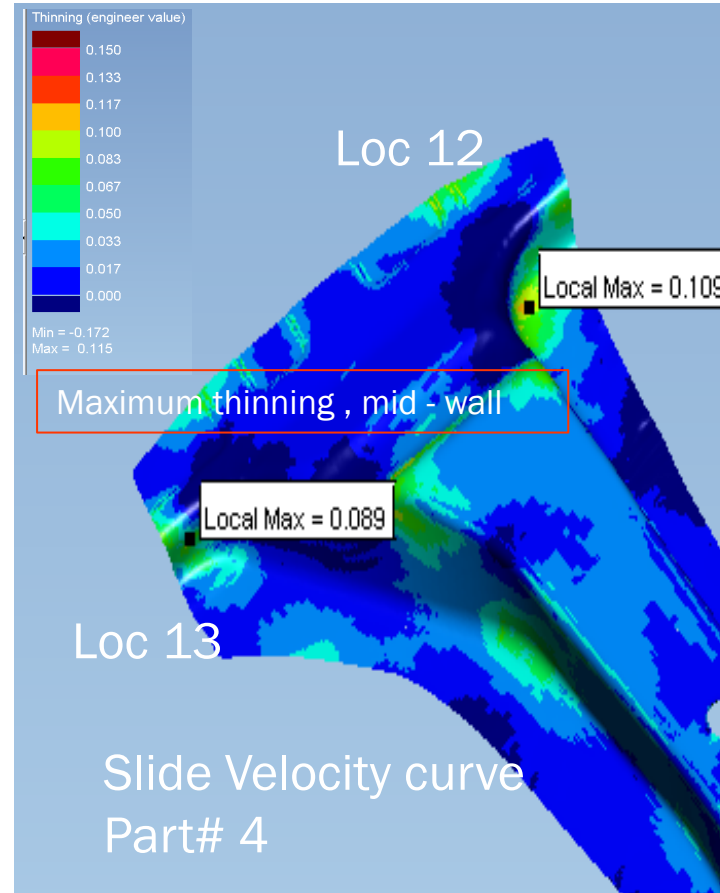 Thinning (engineer value)
0.150
0.133
0.117
0.100
0.083
0.067
0.050
0.033
0.017
0.000
Min = -0.172
Max = 0.115
Loc 12
Local Max = 0.109
Maximum thinning , mid - wall
Local Max = 0.089
Loc 13
Slide Velocity curve
Part# 4